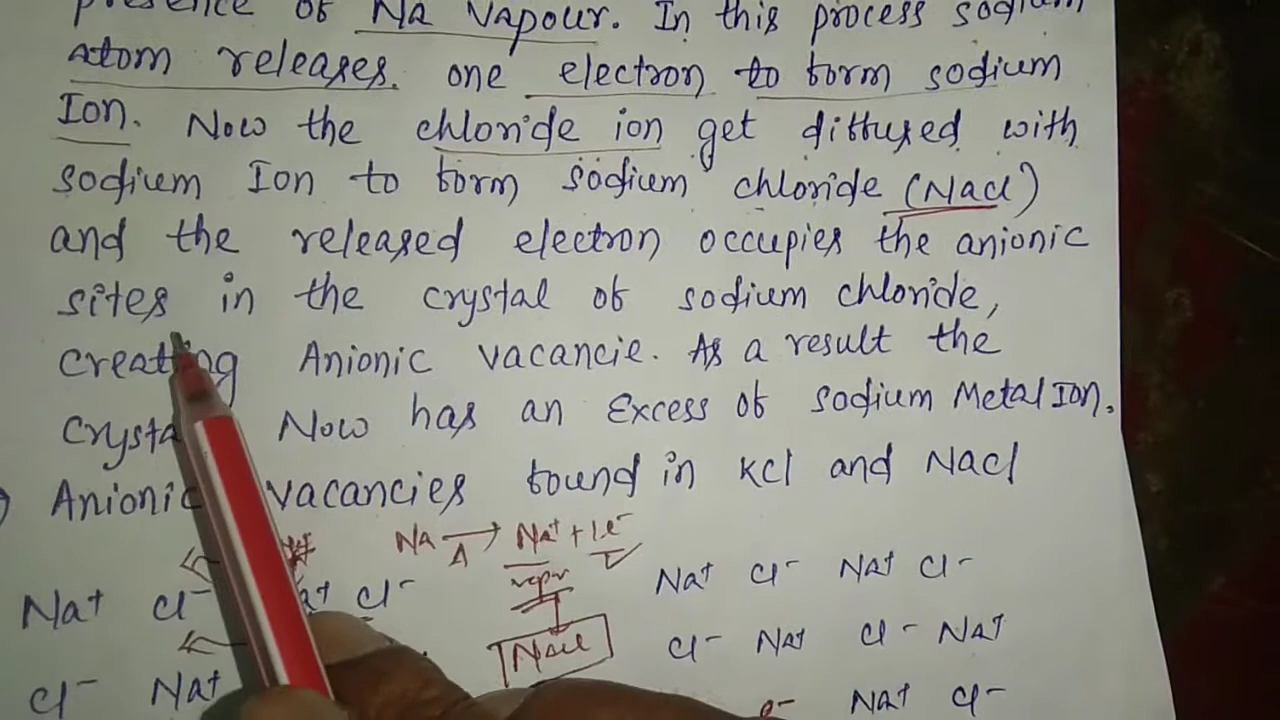 presence of Na Vapour. In this process sodium
atom releases. one electron to form sodium
Ion. Now the chloride ion get diffused with
sodium Ion to form sodium chloride (NaCl)
and the released electron occupies the anionic
sites in the crystal of sodium chloride,
creating Anionic vacancie. As a result the
Crysta Now has an Excess of sodium Metal Ion.
Anionic vacancies found in KCl and NaCl
Na → Na⁺ + 1e⁻
Δ
vapr
NaCl
Na⁺ Cl⁻ Na⁺ Cl⁻
Cl⁻ Na⁺
Na⁺ Cl⁻ Na⁺ Cl⁻
Cl⁻ Na⁺ Cl⁻ Na⁺
e⁻ Na⁺ Cl⁻